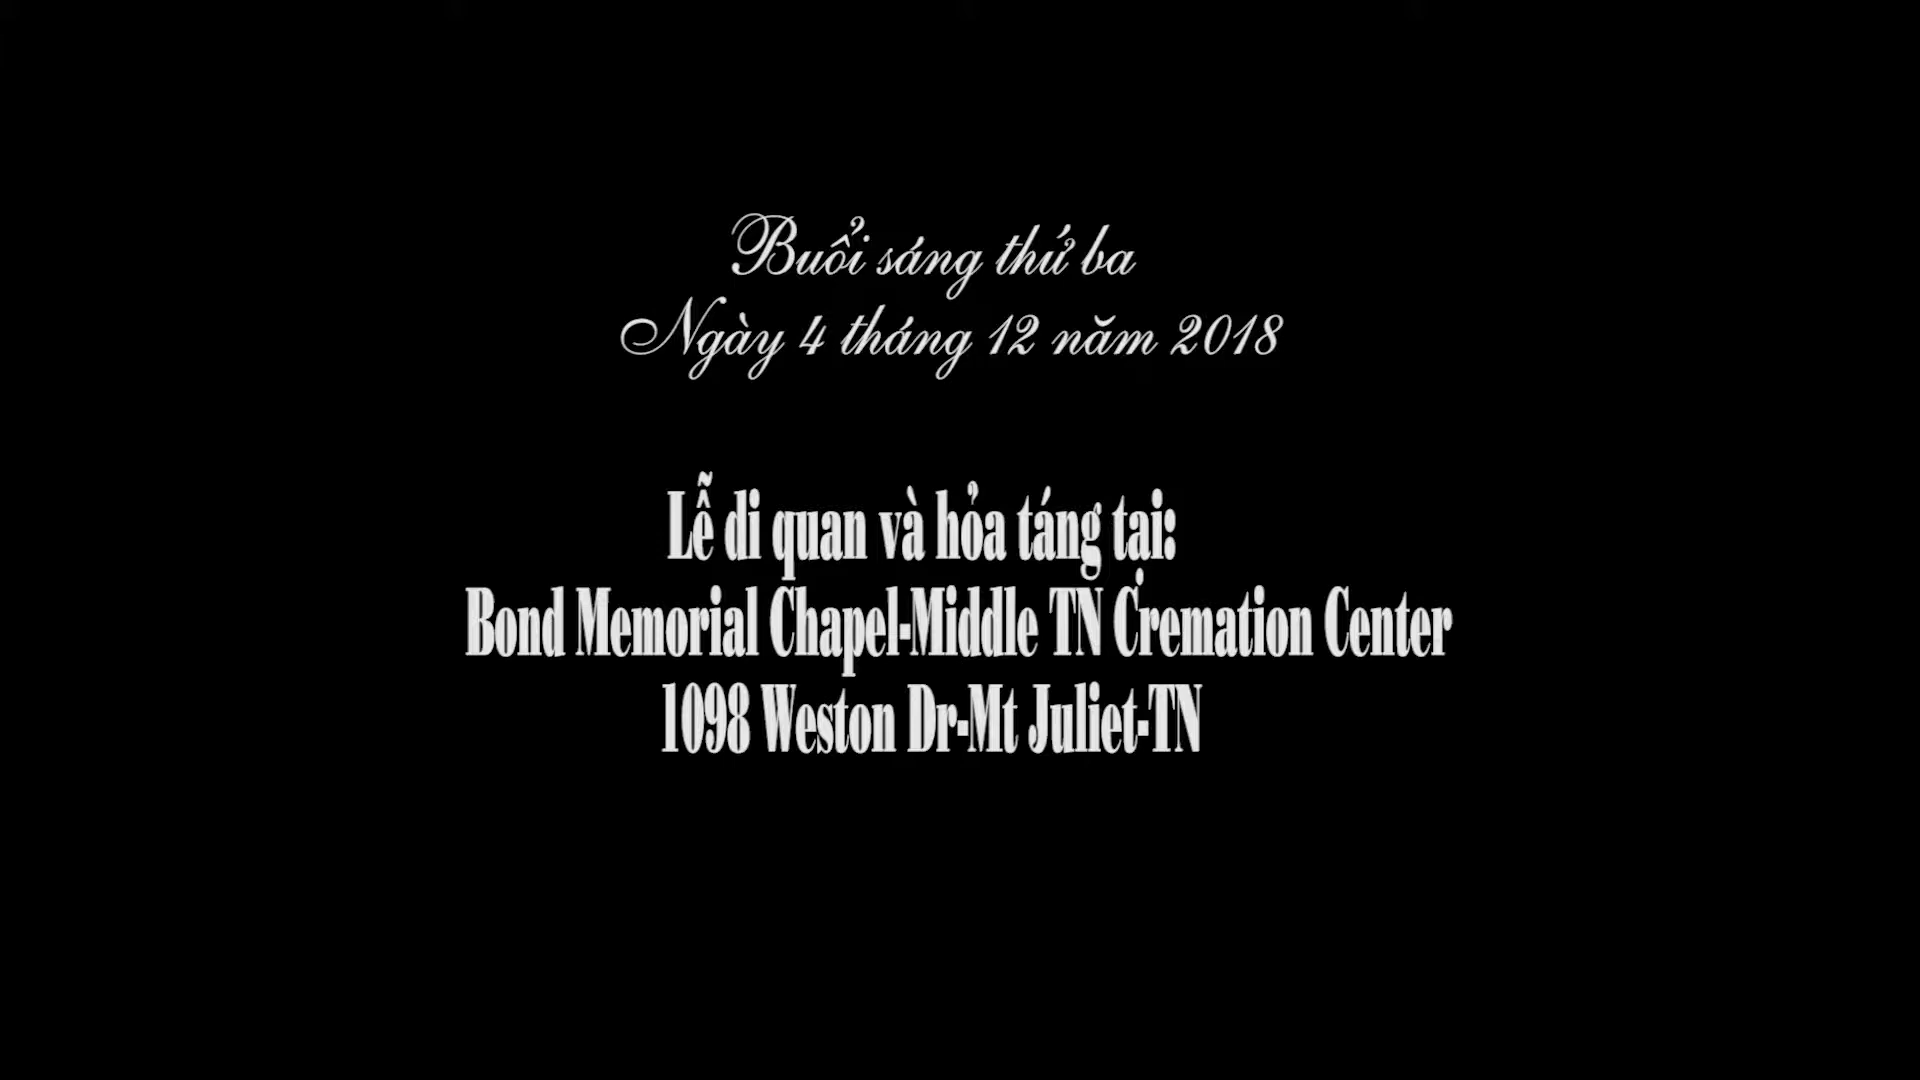 Buổi sáng thứ ba
Ngày 4 tháng 12 năm 2018
Lễ di quan và hỏa táng tại:
Bond Memorial Chapel-Middle TN Cremation Center
1098 Weston Dr-Mt Juliet-TN